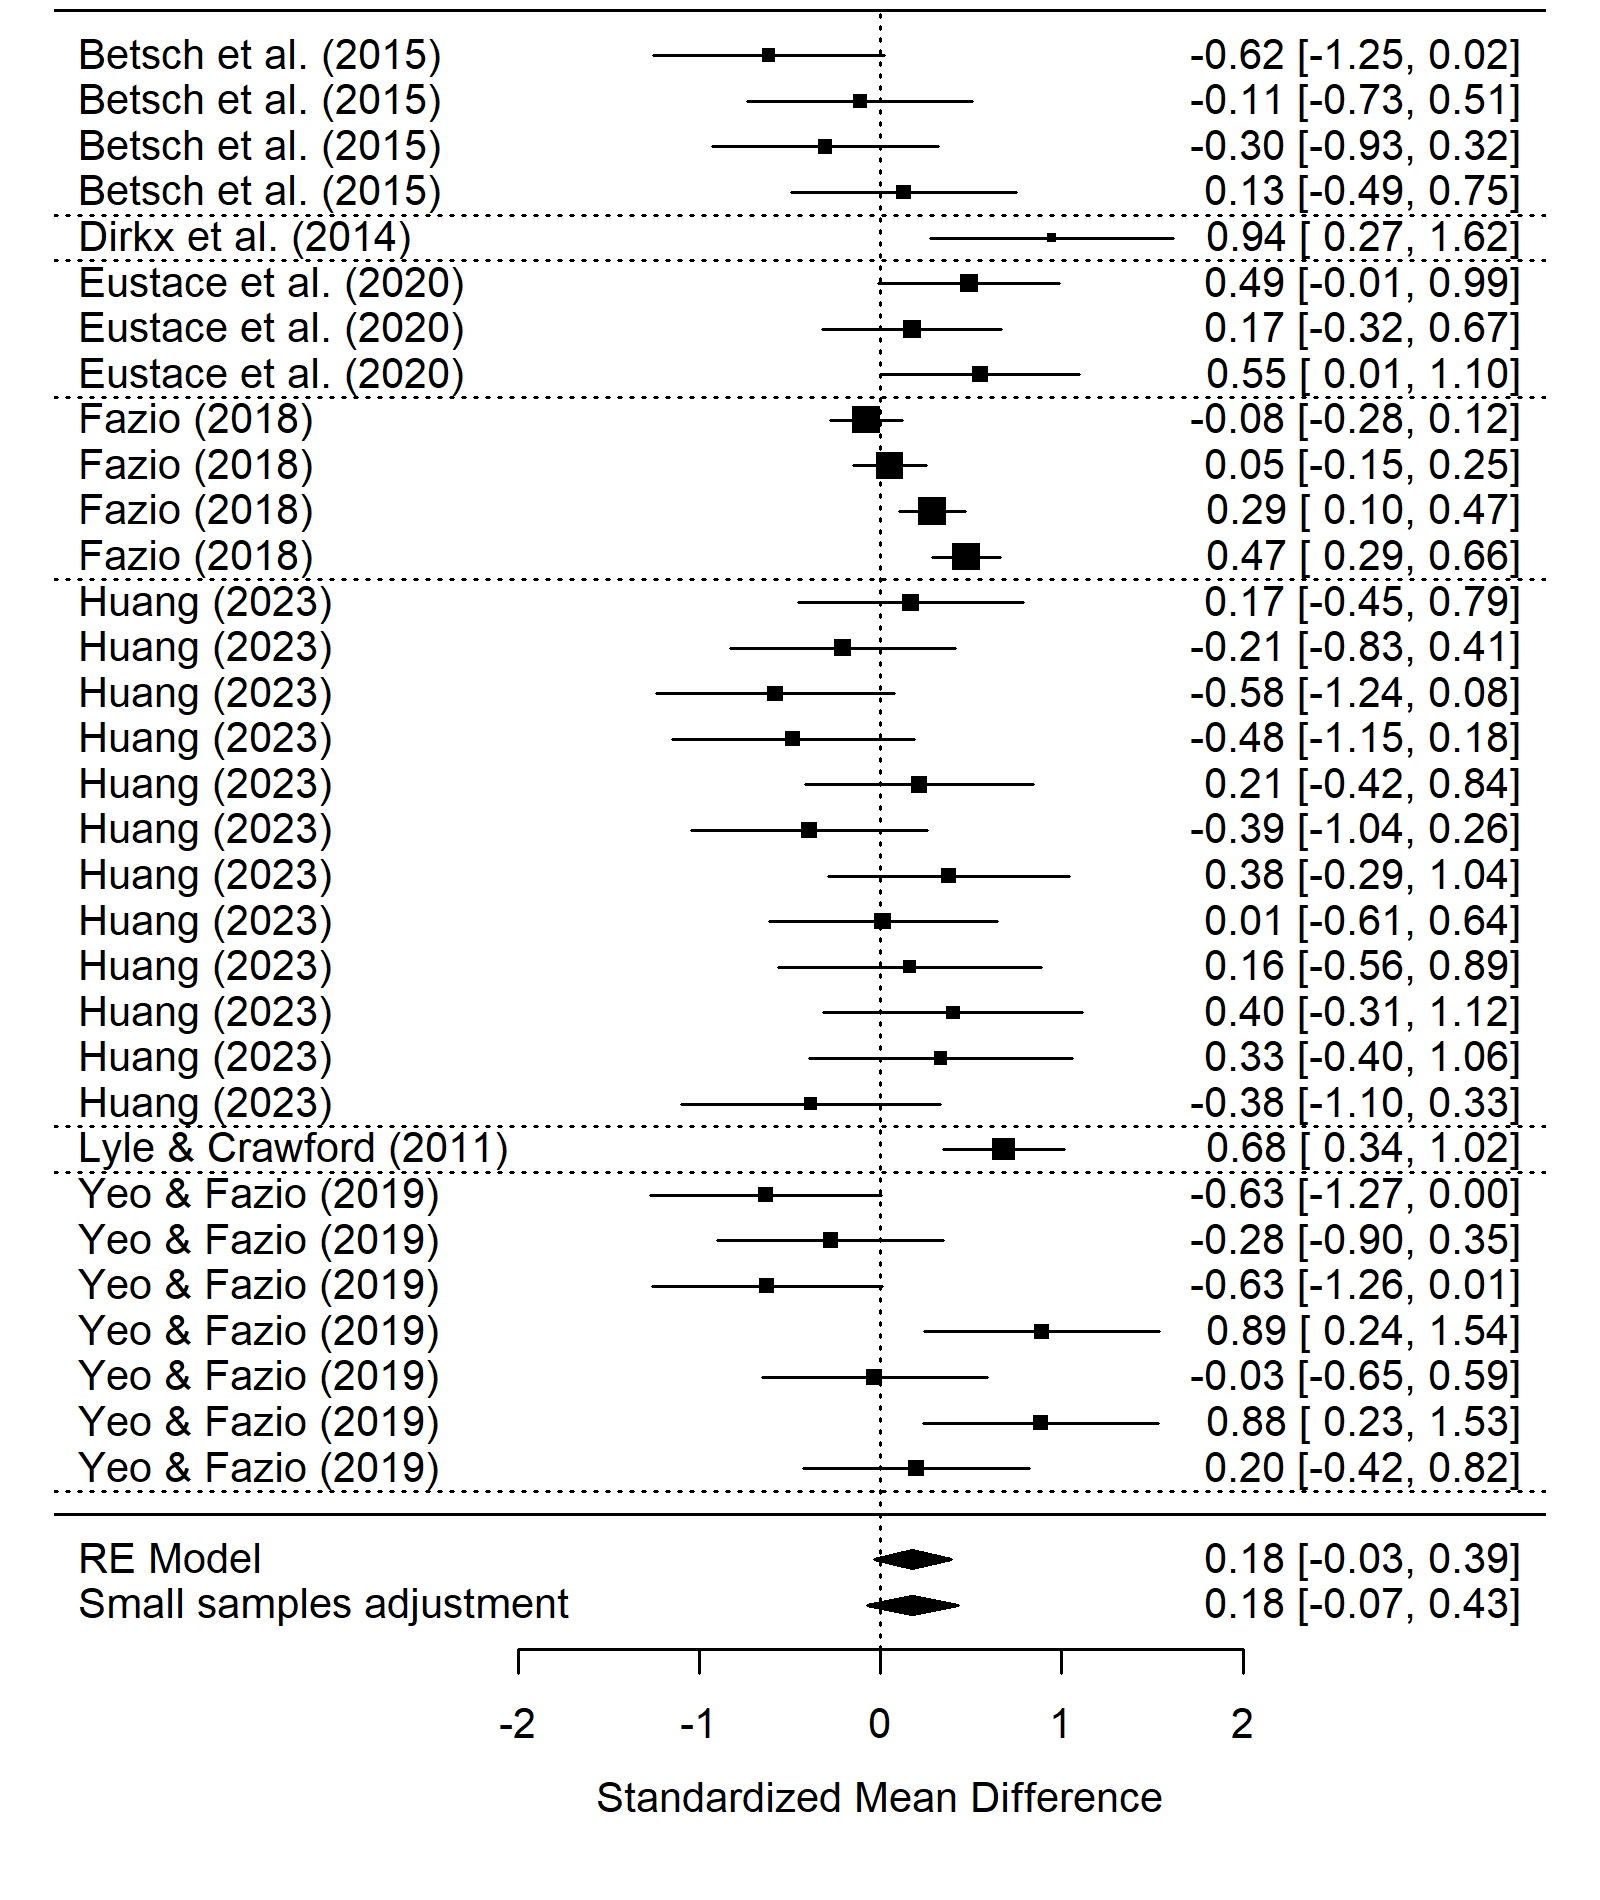 Betsch et al. (2015) -0.62 [-1.25, 0.02]
Betsch et al. (2015) -0.11 [-0.73, 0.51]
Betsch et al. (2015) -0.30 [-0.93, 0.32]
Betsch et al. (2015) 0.13 [-0.49, 0.75]
Dirkx et al. (2014) 0.94 [ 0.27, 1.62]
Eustace et al. (2020) 0.49 [-0.01, 0.99]
Eustace et al. (2020) 0.17 [-0.32, 0.67]
Eustace et al. (2020) 0.55 [ 0.01, 1.10]
Fazio (2018) -0.08 [-0.28, 0.12]
Fazio (2018) 0.05 [-0.15, 0.25]
Fazio (2018) 0.29 [ 0.10, 0.47]
Fazio (2018) 0.47 [ 0.29, 0.66]
Huang (2023) 0.17 [-0.45, 0.79]
Huang (2023) -0.21 [-0.83, 0.41]
Huang (2023) -0.58 [-1.24, 0.08]
Huang (2023) -0.48 [-1.15, 0.18]
Huang (2023) 0.21 [-0.42, 0.84]
Huang (2023) -0.39 [-1.04, 0.26]
Huang (2023) 0.38 [-0.29, 1.04]
Huang (2023) 0.01 [-0.61, 0.64]
Huang (2023) 0.16 [-0.56, 0.89]
Huang (2023) 0.40 [-0.31, 1.12]
Huang (2023) 0.33 [-0.40, 1.06]
Huang (2023) -0.38 [-1.10, 0.33]
Lyle & Crawford (2011) 0.68 [ 0.34, 1.02]
Yeo & Fazio (2019) -0.63 [-1.27, 0.00]
Yeo & Fazio (2019) -0.28 [-0.90, 0.35]
Yeo & Fazio (2019) -0.63 [-1.26, 0.01]
Yeo & Fazio (2019) 0.89 [ 0.24, 1.54]
Yeo & Fazio (2019) -0.03 [-0.65, 0.59]
Yeo & Fazio (2019) 0.88 [ 0.23, 1.53]
Yeo & Fazio (2019) 0.20 [-0.42, 0.82]
RE Model 0.18 [-0.03, 0.39]
Small samples adjustment 0.18 [-0.07, 0.43]
-2 -1 0 1 2
Standardized Mean Difference